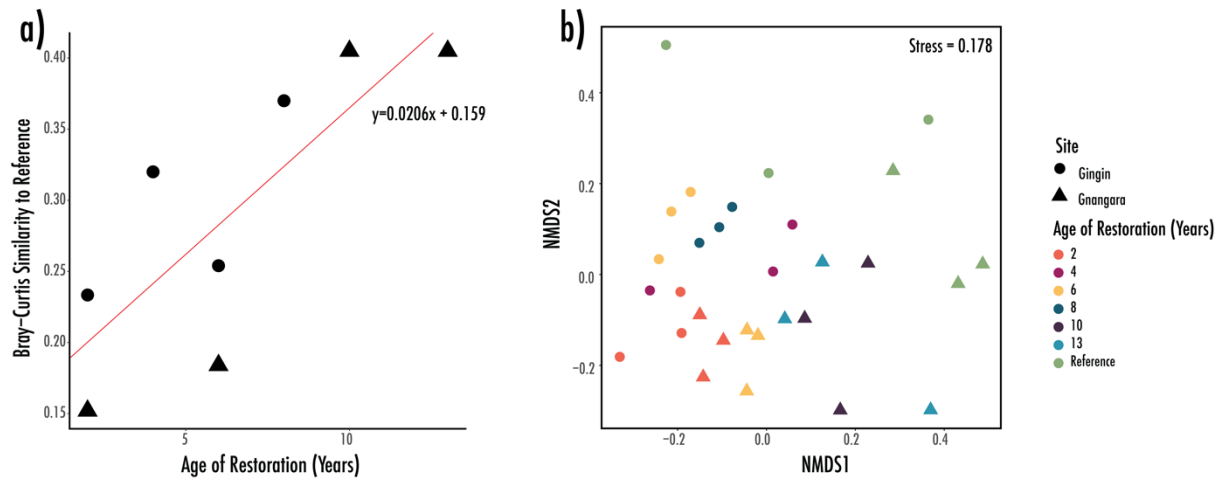 a)
0.40
0.35
0.30
0.25
0.20
0.15
Bray−Curtis Similarity to Reference
y=0.0206x + 0.159
5
10
Age of Restoration (Years)
b)
Stress = 0.178
0.4
0.2
0.0
−0.2
NMDS2
−0.2
0.0
0.2
0.4
NMDS1
Site
Gingin
Gnangara
Age of Restoration (Years)
2
4
6
8
10
13
Reference